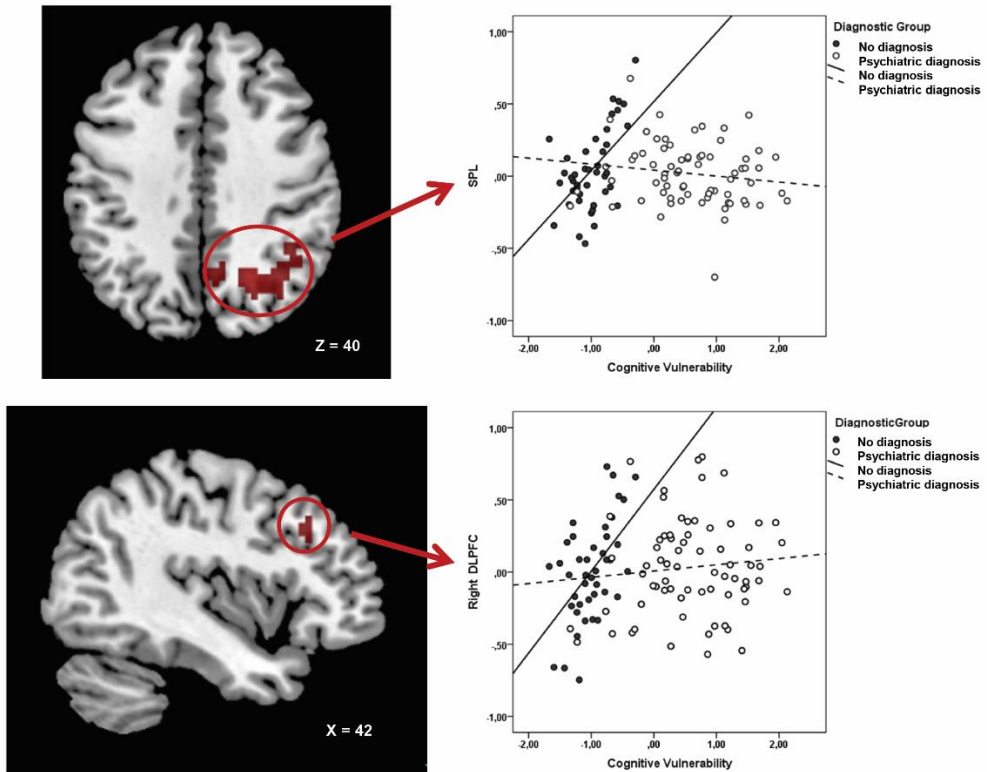 Z = 40
1,00
,50
,00
-,50
-1,00
SPL
-2,00 -1,00 ,00 1,00 2,00
Cognitive Vulnerability
Diagnostic Group
No diagnosis
Psychiatric diagnosis
No diagnosis
Psychiatric diagnosis
X = 42
1,00
,50
,00
-,50
-1,00
Right DLPFC
-2,00 -1,00 ,00 1,00 2,00
Cognitive Vulnerability
DiagnosticGroup
No diagnosis
Psychiatric diagnosis
No diagnosis
Psychiatric diagnosis